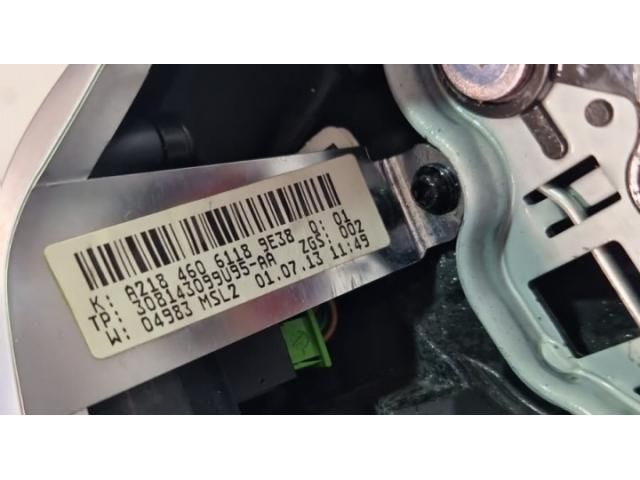 K: A218 460 6118 9E38 Q: 01
TP: 308143099U95-AA ZGS: 002
W: 04983 MSL2 01.07.13 11:49